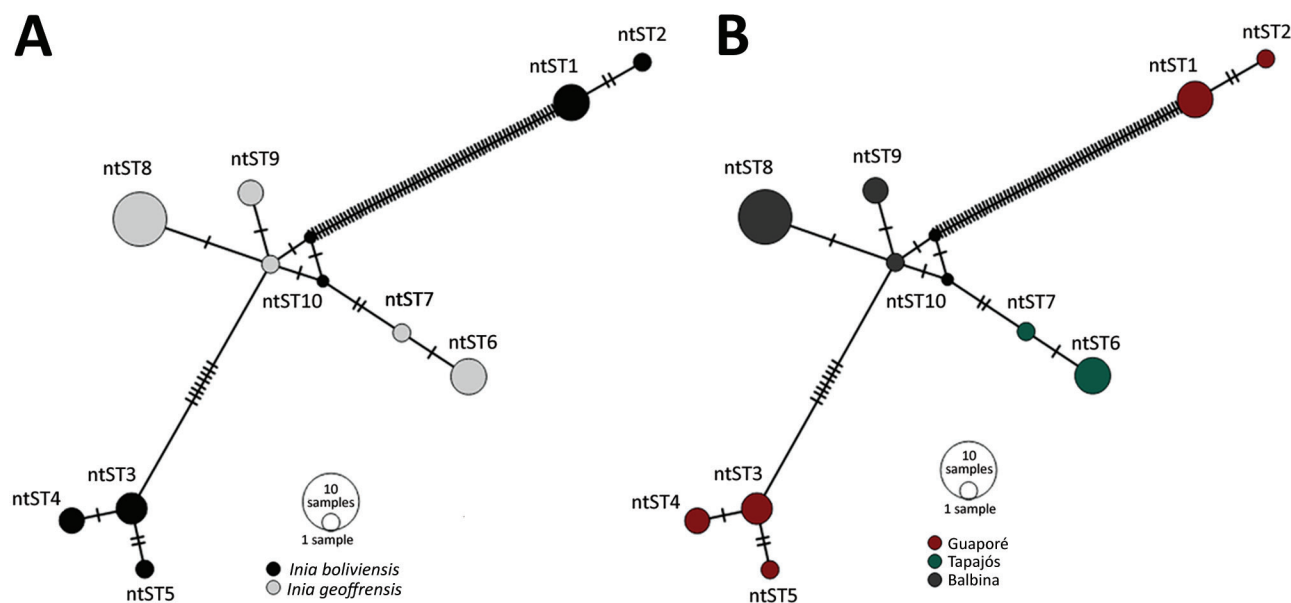 A
ntST2
ntST1
ntST9
ntST8
ntST10
ntST7
ntST6
ntST3
ntST4
ntST5
10
samples
1 sample
Inia boliviensis
Inia geoffrensis
B
ntST2
ntST1
ntST9
ntST8
ntST10
ntST7
ntST6
ntST3
ntST4
ntST5
10
samples
1 sample
Guaporé
Tapajós
Balbina